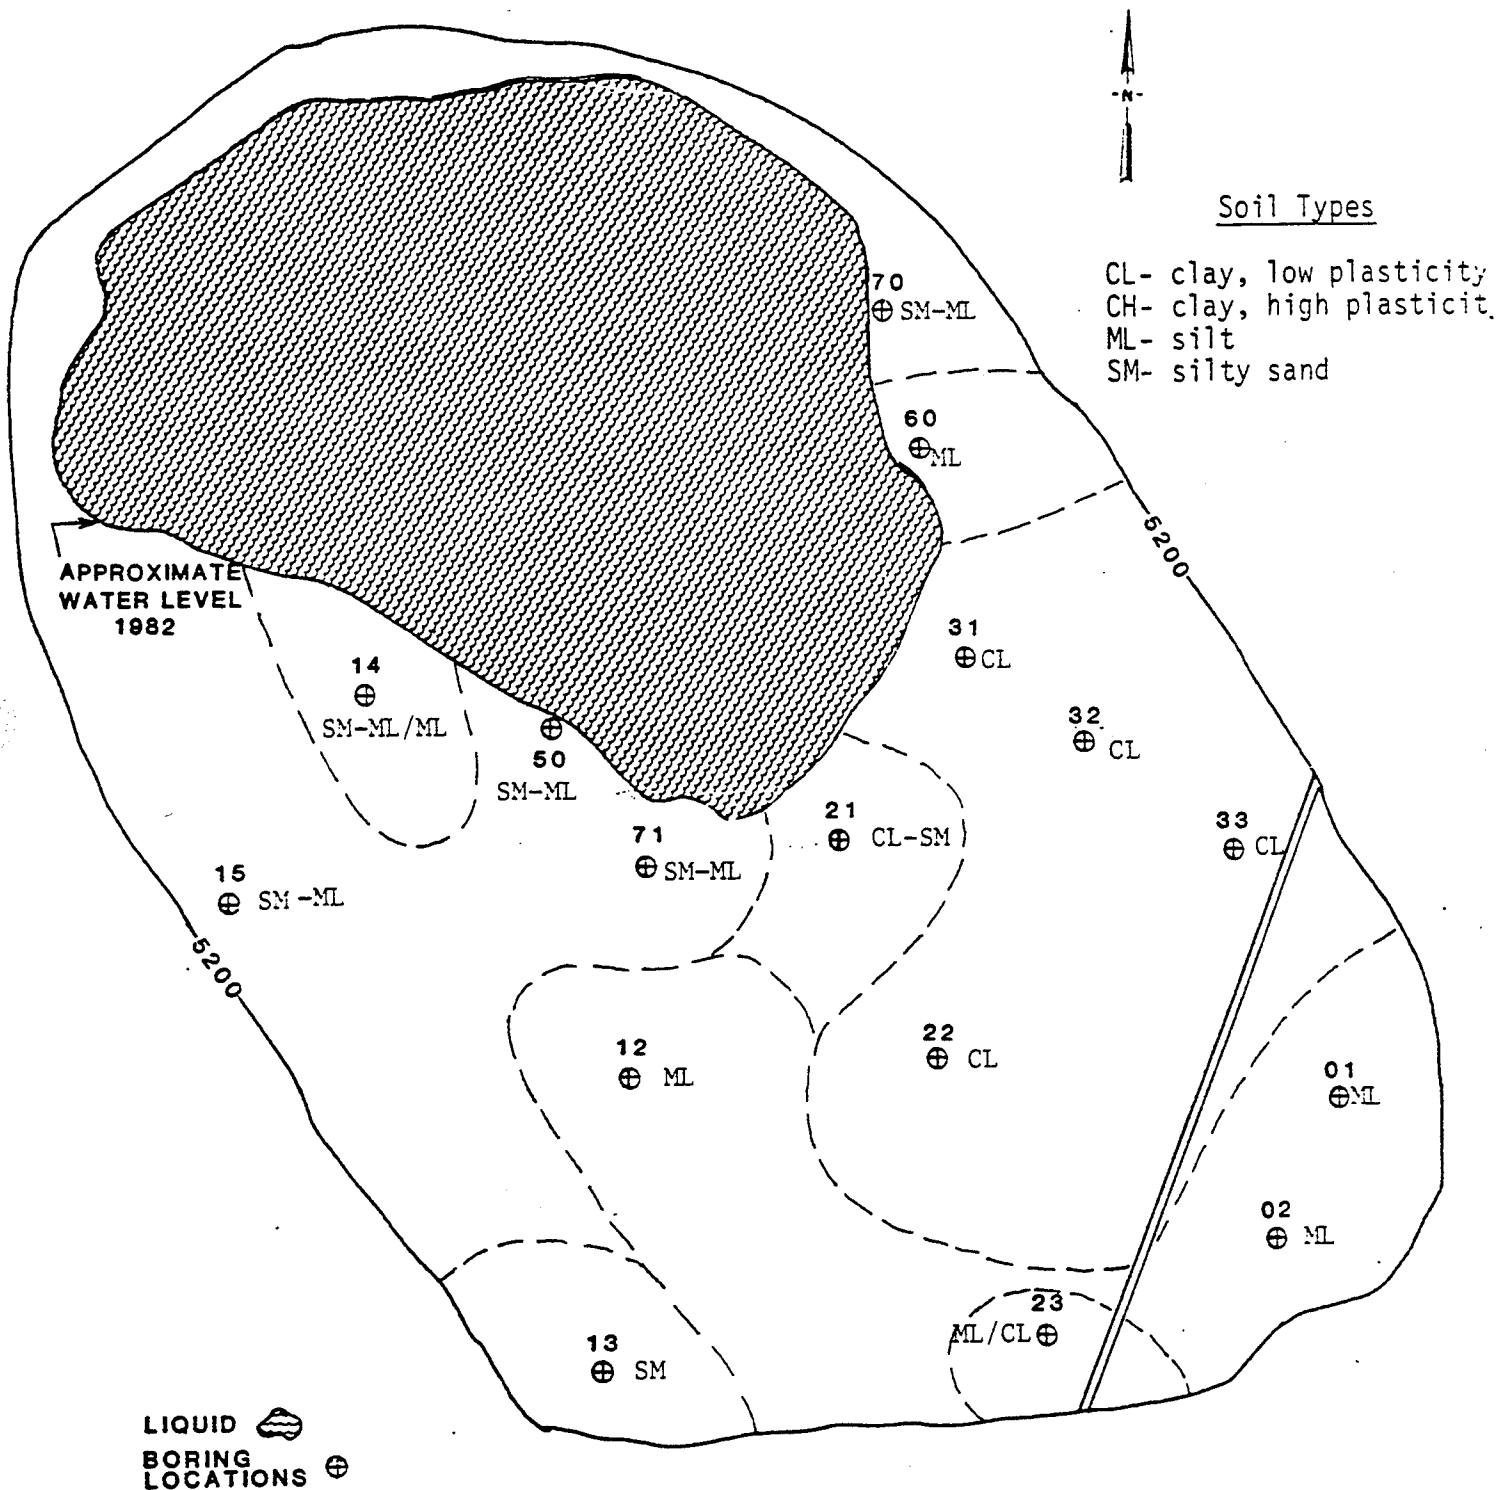 -N-
Soil Types
CL- clay, low plasticity
CH- clay, high plasticit
ML- silt
SM- silty sand
70
SM-ML
60
ML
5200
APPROXIMATE
WATER LEVEL
1982
31
CL
14
SM-ML/ML
32
CL
50
SM-ML
21
CL-SM
33
CL
71
SM-ML
15
SM-ML
5200
12
ML
22
CL
01
ML
02
ML
23
ML/CL
13
SM
LIQUID
BORING
LOCATIONS